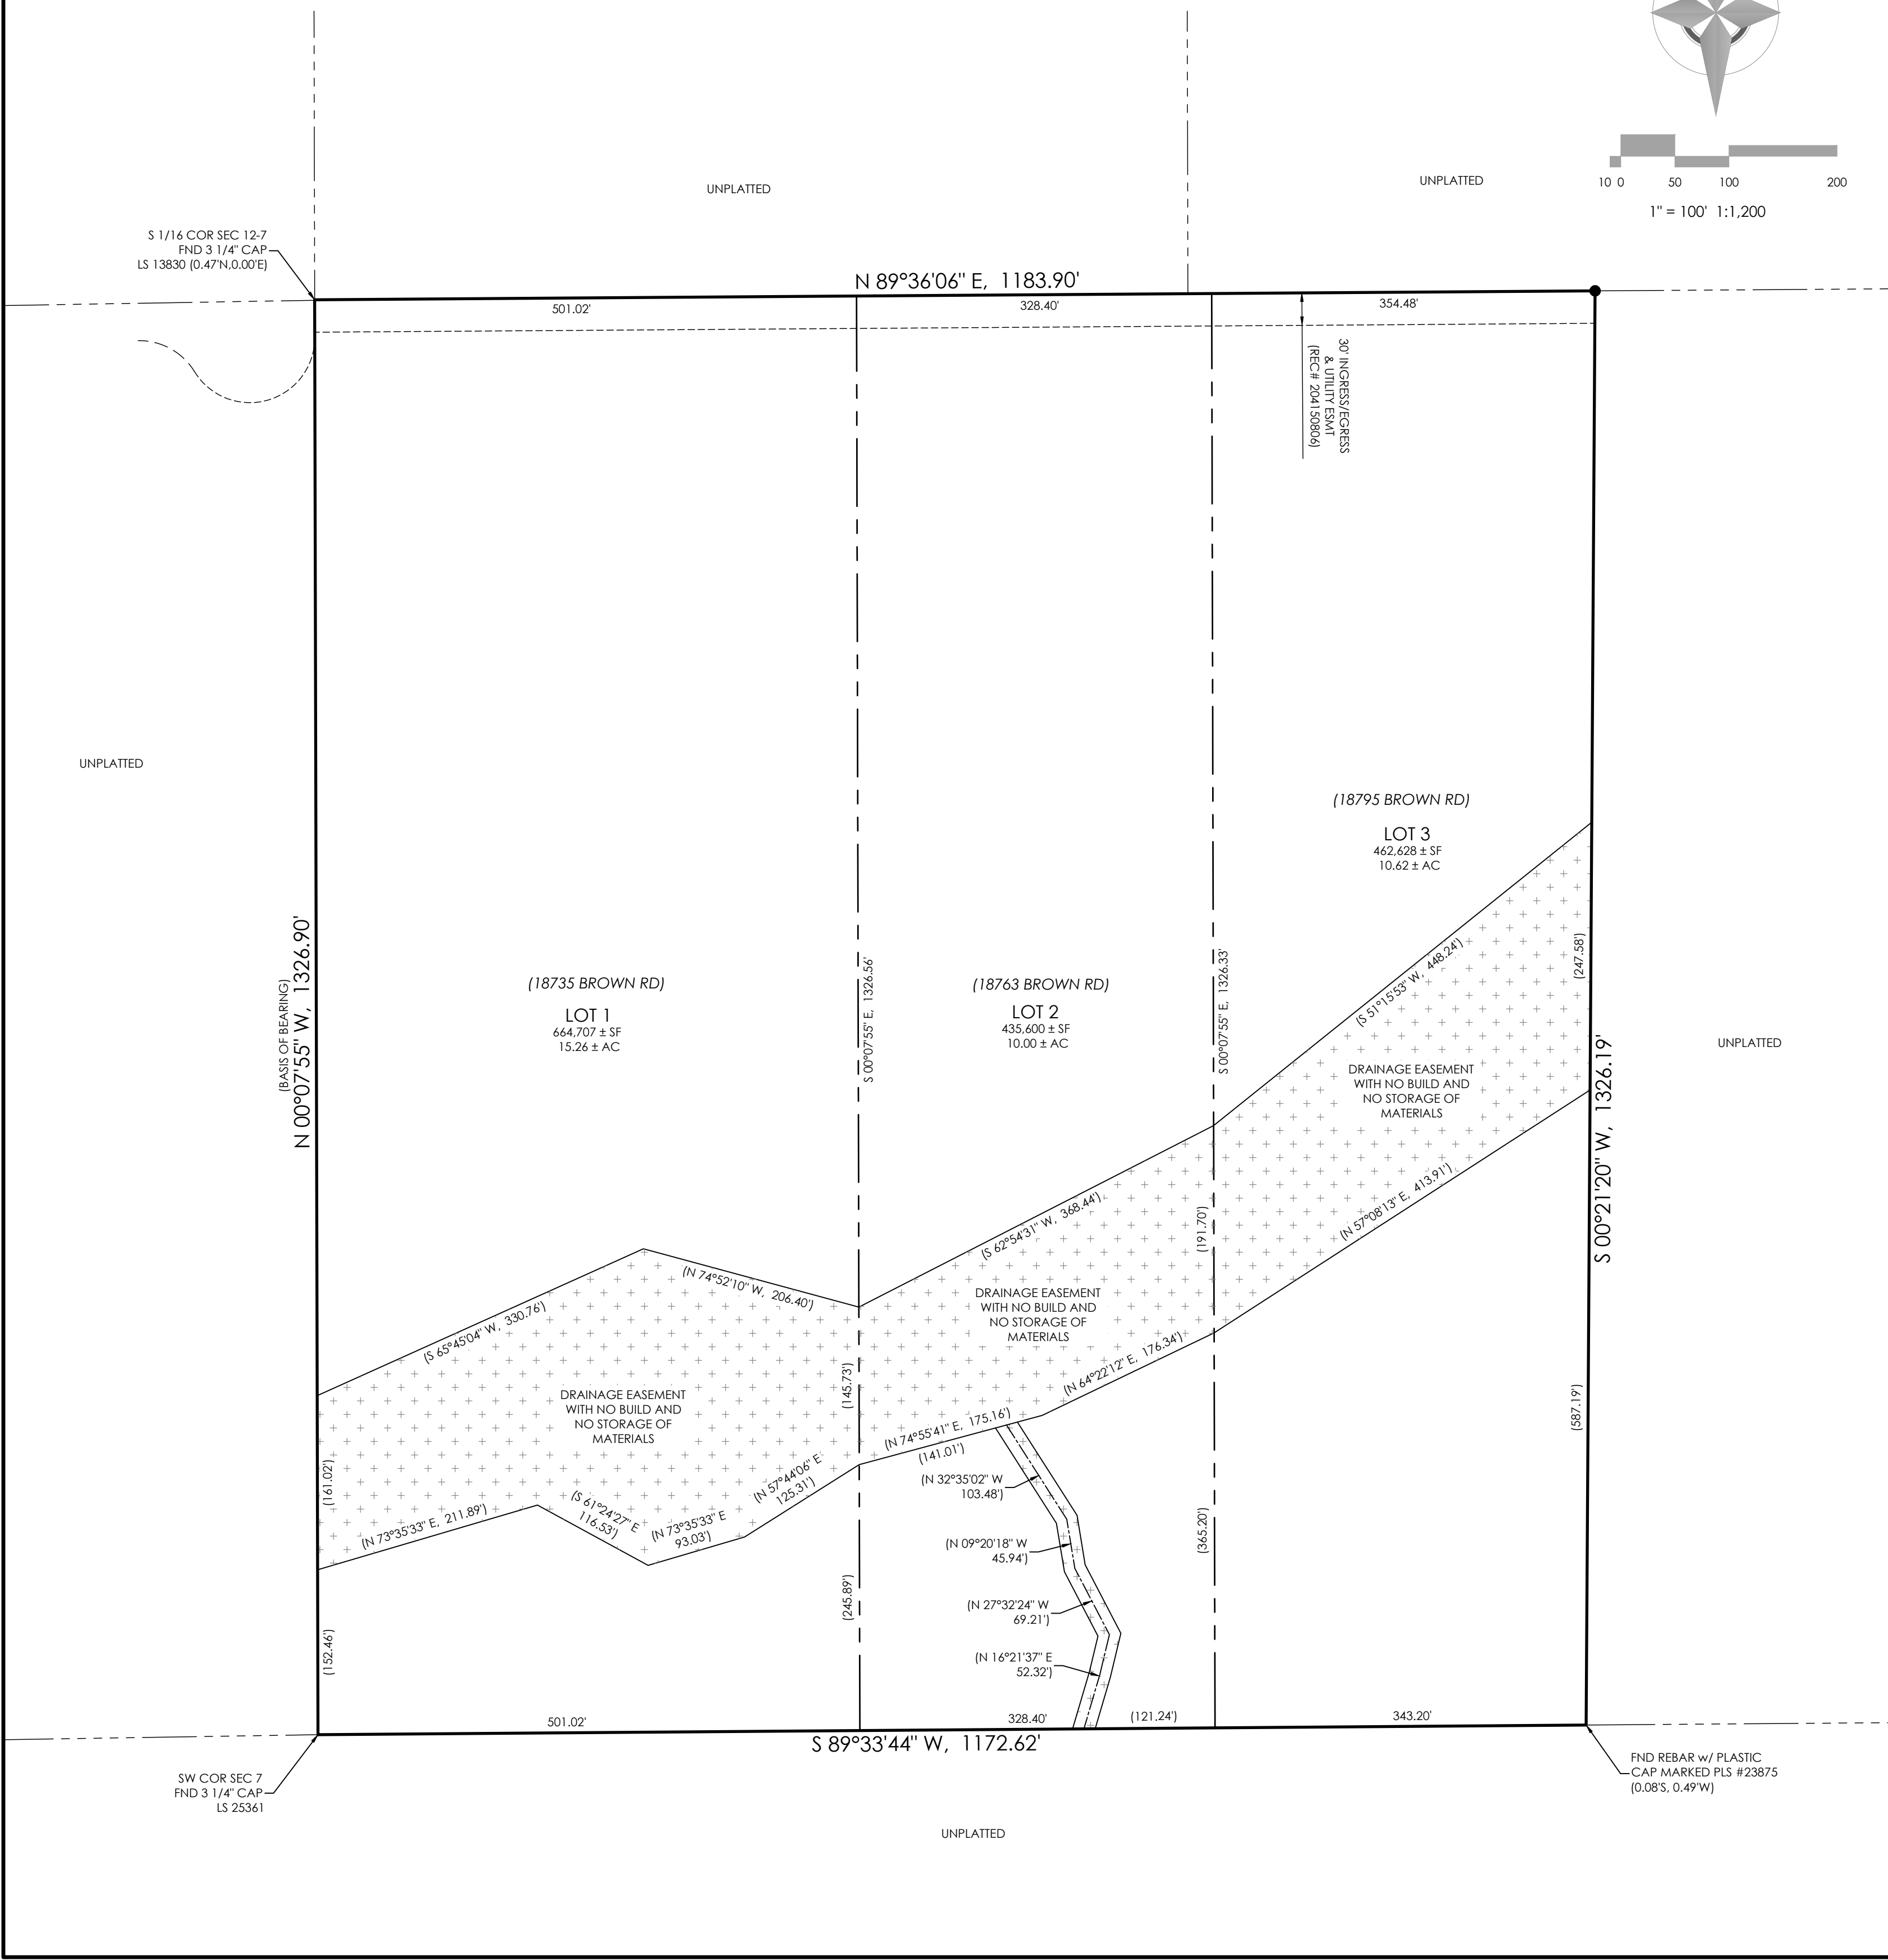 10 0 50 100 200
1" = 100' 1:1,200
UNPLATTED
UNPLATTED
S 1/16 COR SEC 12-7
FND 3 1/4" CAP
LS 13830 (0.47'N,0.00'E)
N 89°36'06" E, 1183.90'
501.02'
328.40'
354.48'
30' INGRESS/EGRESS
& UTILITY ESMT
(REC# 204150806)
UNPLATTED
(18795 BROWN RD)
LOT 3
462,628 ± SF
10.62 ± AC
(BASIS OF BEARING)
N 00°07'55" W, 1326.90'
(18735 BROWN RD)
LOT 1
664,707 ± SF
15.26 ± AC
S 00°07'55" E, 1326.56'
(18763 BROWN RD)
LOT 2
435,600 ± SF
10.00 ± AC
S 00°07'55" E, 1326.33'
(S 51°15'53" W, 448.24')
(247.58')
UNPLATTED
S 00°21'20" W, 1326.19'
DRAINAGE EASEMENT
WITH NO BUILD AND
NO STORAGE OF
MATERIALS
(N 57°08'13" E, 413.91')
(S 62°54'31" W, 368.44')
(191.70')
(N 74°52'10" W, 206.40')
(S 65°45'04" W, 330.76')
DRAINAGE EASEMENT
WITH NO BUILD AND
NO STORAGE OF
MATERIALS
(N 64°22'12" E, 176.34')
(145.73')
DRAINAGE EASEMENT
WITH NO BUILD AND
NO STORAGE OF
MATERIALS
(587.19')
(N 74°55'41" E, 175.16')
(141.01')
(161.02')
(N 73°35'33" E, 211.89')
(S 61°24'27" E
116.53')
(N 73°35'33" E
93.03')
(N 57°44'06" E
125.31')
(N 32°35'02" W
103.48')
(365.20')
(N 09°20'18" W
45.94')
(245.89')
(N 27°32'24" W
69.21')
(152.46')
(N 16°21'37" E
52.32')
501.02'
328.40'
(121.24')
343.20'
S 89°33'44" W, 1172.62'
SW COR SEC 7
FND 3 1/4" CAP
LS 25361
FND REBAR w/ PLASTIC
CAP MARKED PLS #23875
(0.08'S, 0.49'W)
UNPLATTED